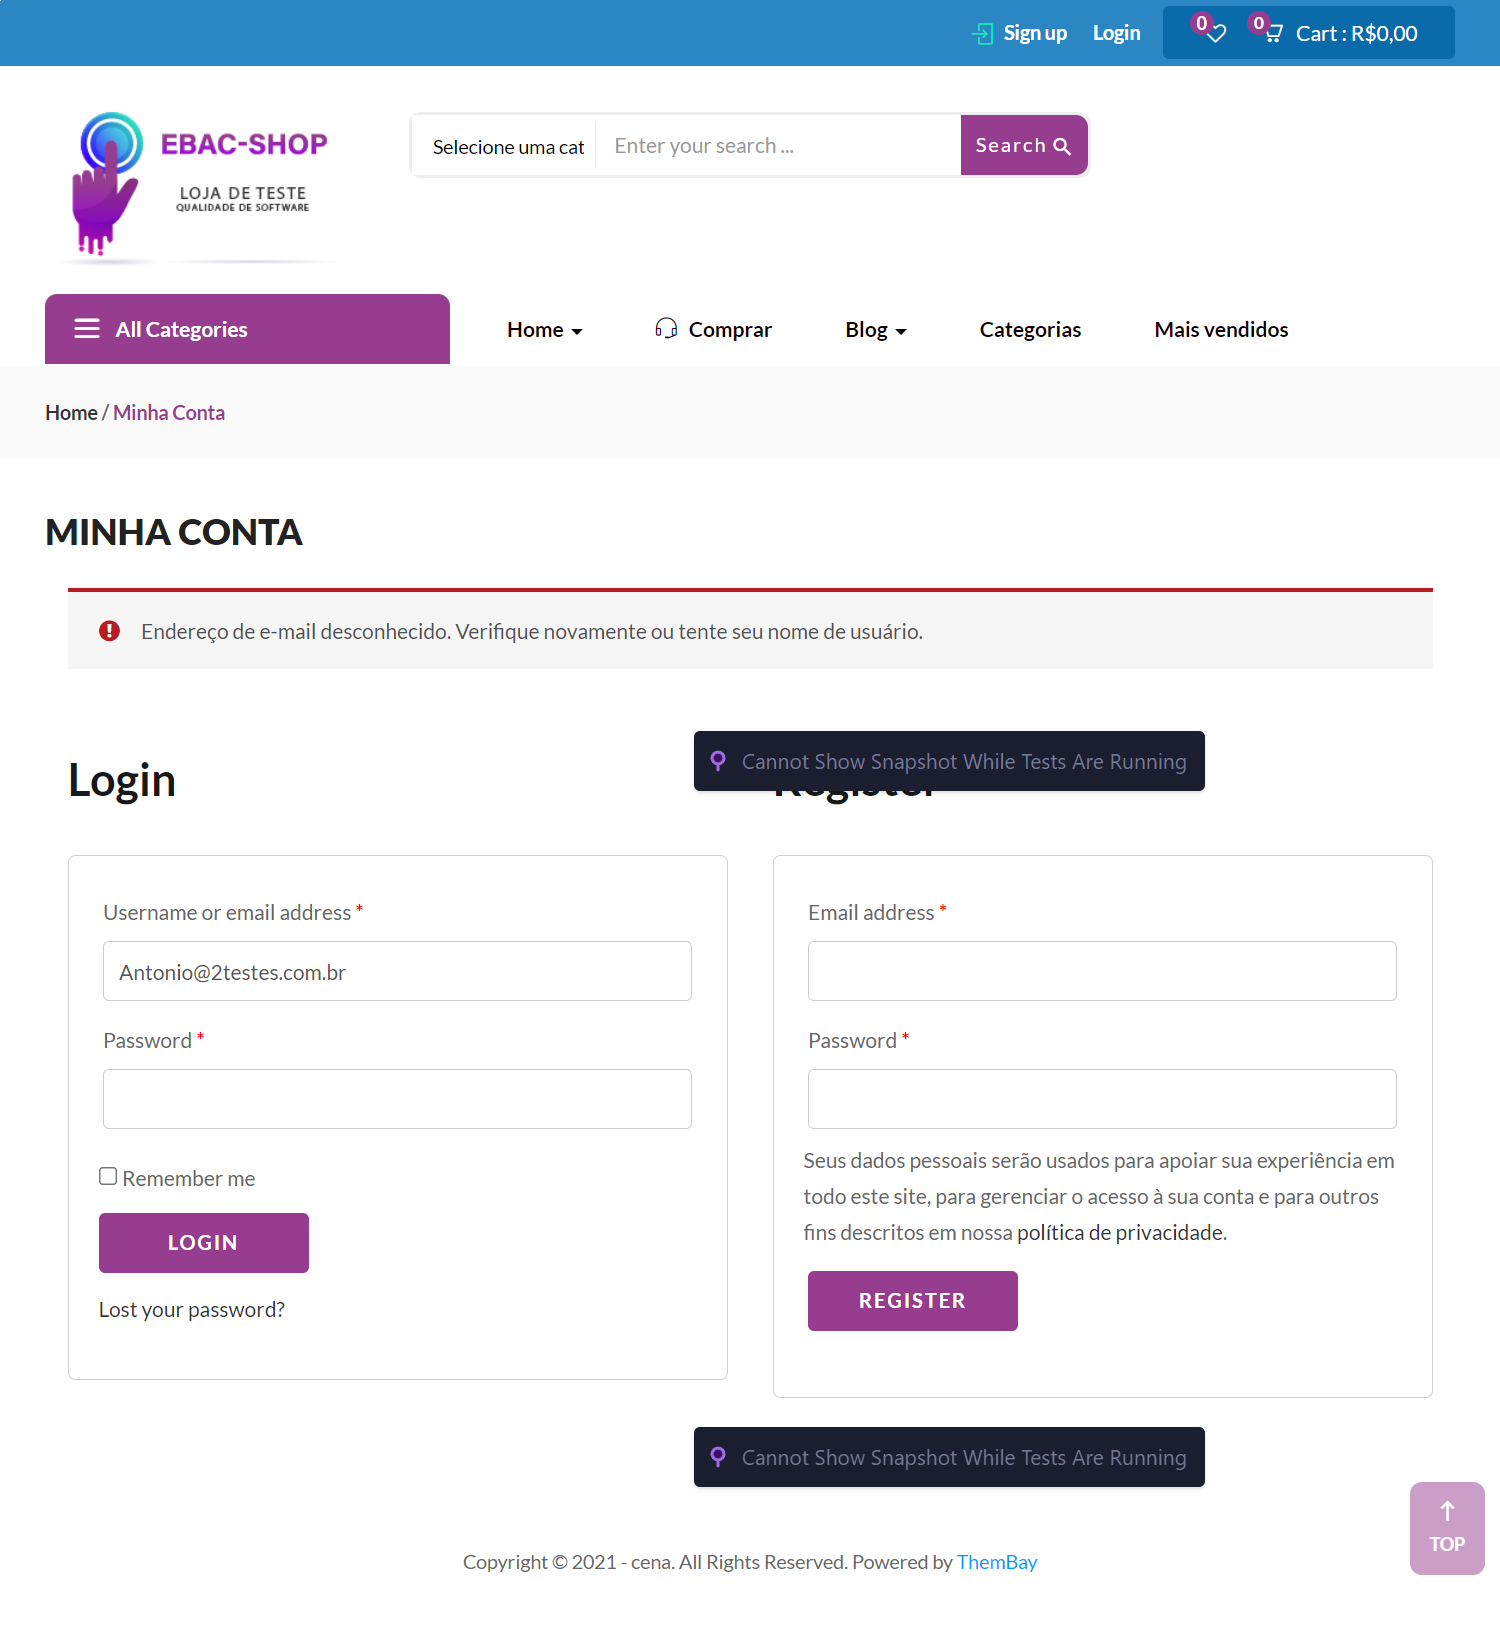 Sign up
Login
0
0
Cart : R$0,00
EBAC-SHOP
LOJA DE TESTE
QUALIDADE DE SOFTWARE
Selecione uma cat
Enter your search ...
Search
All Categories
Home
Comprar
Blog
Categorias
Mais vendidos
Home / Minha Conta
MINHA CONTA
Endereço de e-mail desconhecido. Verifique novamente ou tente seu nome de usuário.
Cannot Show Snapshot While Tests Are Running
Login
Register
Username or email address *
Antonio@2testes.com.br
Password *
Remember me
LOGIN
Lost your password?
Email address *
Password *
Seus dados pessoais serão usados para apoiar sua experiência em
todo este site, para gerenciar o acesso à sua conta e para outros
fins descritos em nossa política de privacidade.
REGISTER
Cannot Show Snapshot While Tests Are Running
TOP
Copyright © 2021 - cena. All Rights Reserved. Powered by ThemBay